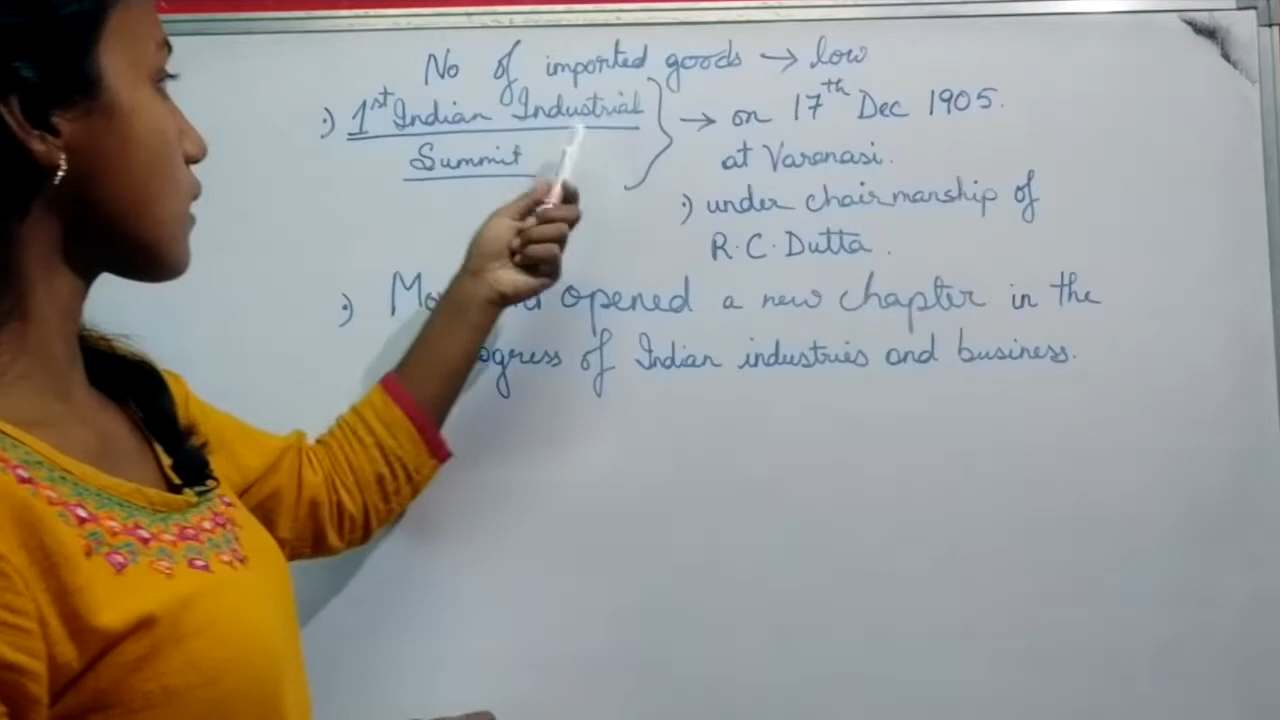 No of imported goods → low
:) 1st Indian Industrial
Summit
→ on 17th Dec 1905.
at Varanasi.
:) under chairmanship of
R.C. Dutta.
:) opened a new chapter in the
of Indian industries and business.